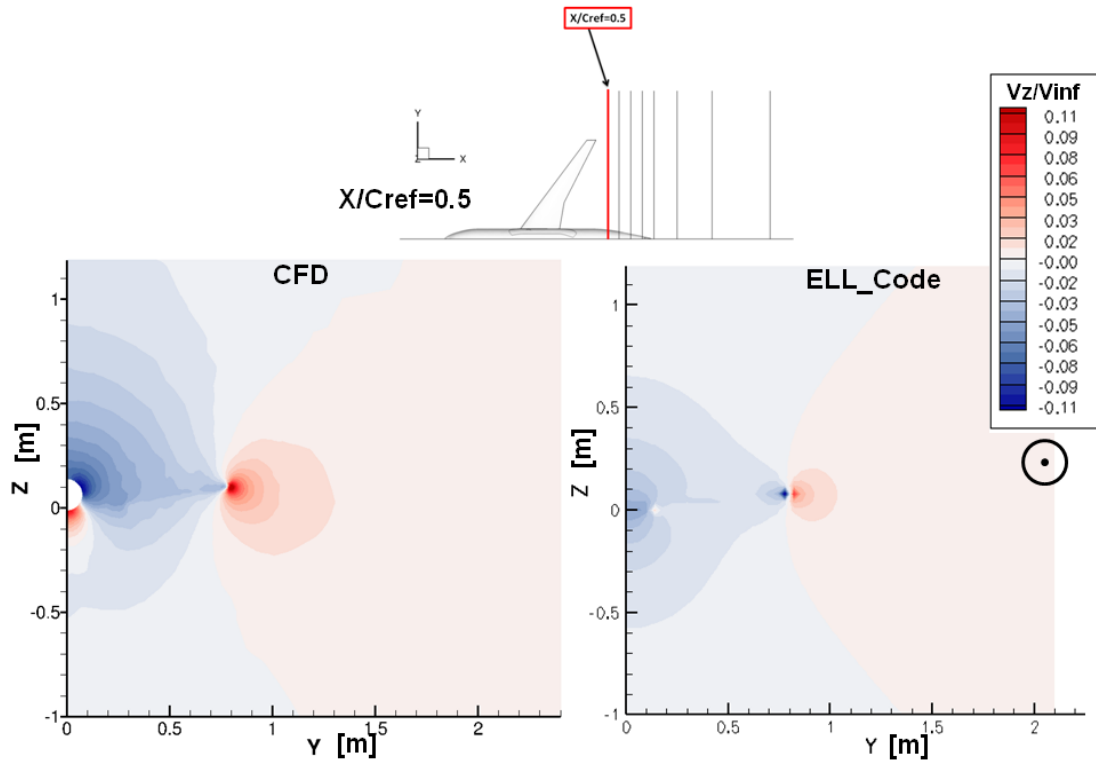 X/Cref=0.5
Y
Z
X
X/Cref=0.5
Vz/Vinf
0.11
0.09
0.08
0.06
0.05
0.03
0.02
-0.00
-0.02
-0.03
-0.05
-0.06
-0.08
-0.09
-0.11
CFD
1
0.5
0
-0.5
-1
Z [m]
0
0.5
1
1.5
2
Y [m]
ELL_Code
1
0.5
0
-0.5
-1
Z [m]
0
0.5
1
1.5
2
Y [m]